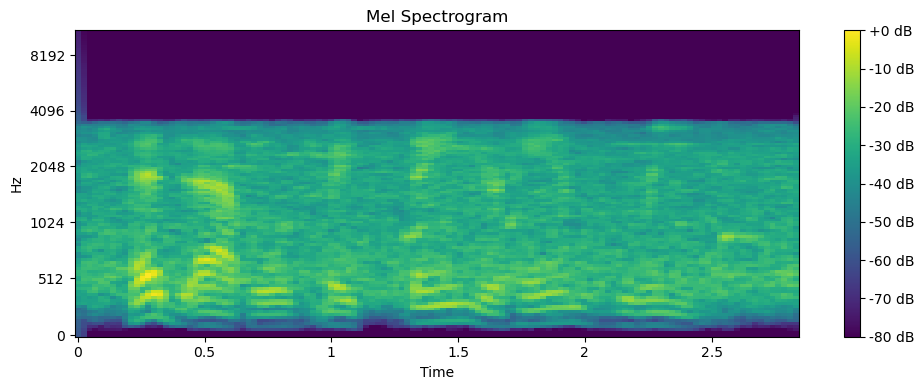 Mel Spectrogram
Hz
8192
4096
2048
1024
512
0
0
0.5
1
1.5
2
2.5
Time
+0 dB
-10 dB
-20 dB
-30 dB
-40 dB
-50 dB
-60 dB
-70 dB
-80 dB